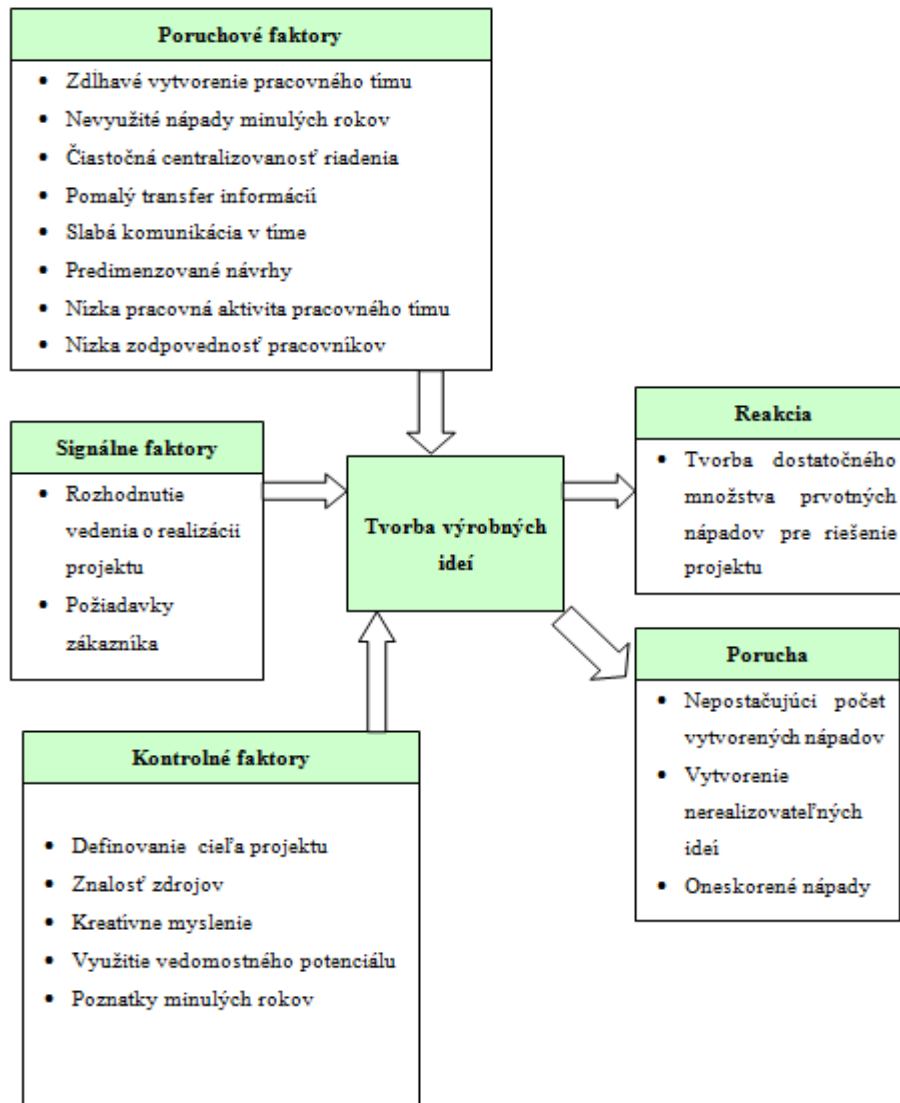 Poruchové faktory
• Zdĺhavé vytvorenie pracovného tímu
• Nevyužité nápady minulých rokov
• Čiastočná centralizovanosť riadenia
• Pomalý transfer informácií
• Slabá komunikácia v tíme
• Predimenzované návrhy
• Nízka pracovná aktivita pracovného tímu
• Nízka zodpovednosť pracovníkov
Signálne faktory
• Rozhodnutie
vedenia o realizácii
projektu
• Požiadavky
zákazníka
Tvorba výrobných
ideí
Reakcia
• Tvorba dostatočného
množstva prvotných
nápadov pre riešenie
projektu
Porucha
• Nepostačujúci počet
vytvorených nápadov
• Vytvorenie
nerealizovateľných
ideí
• Oneskorené nápady
Kontrolné faktory
• Definovanie cieľa projektu
• Znalosť zdrojov
• Kreatívne myslenie
• Využitie vedomostného potenciálu
• Poznatky minulých rokov